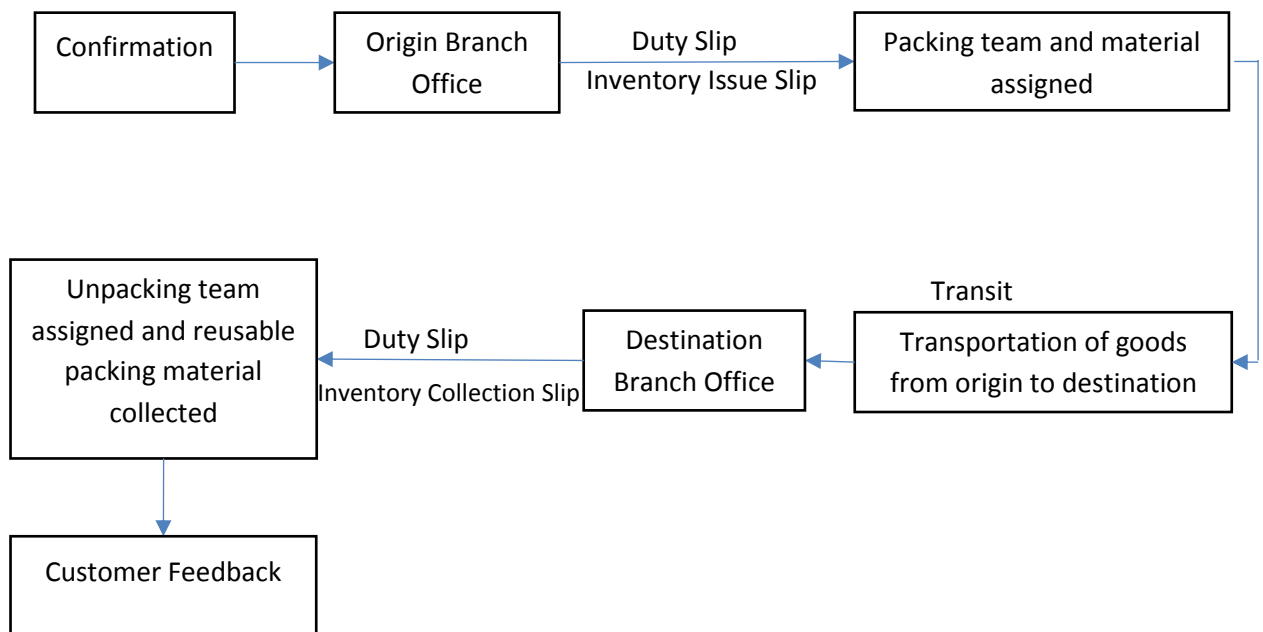 Confirmation
Origin Branch
Office
Duty Slip
Inventory Issue Slip
Packing team and material
assigned
Transit
Transportation of goods
from origin to destination
Destination
Branch Office
Duty Slip
Inventory Collection Slip
Unpacking team
assigned and reusable
packing material
collected
Customer Feedback